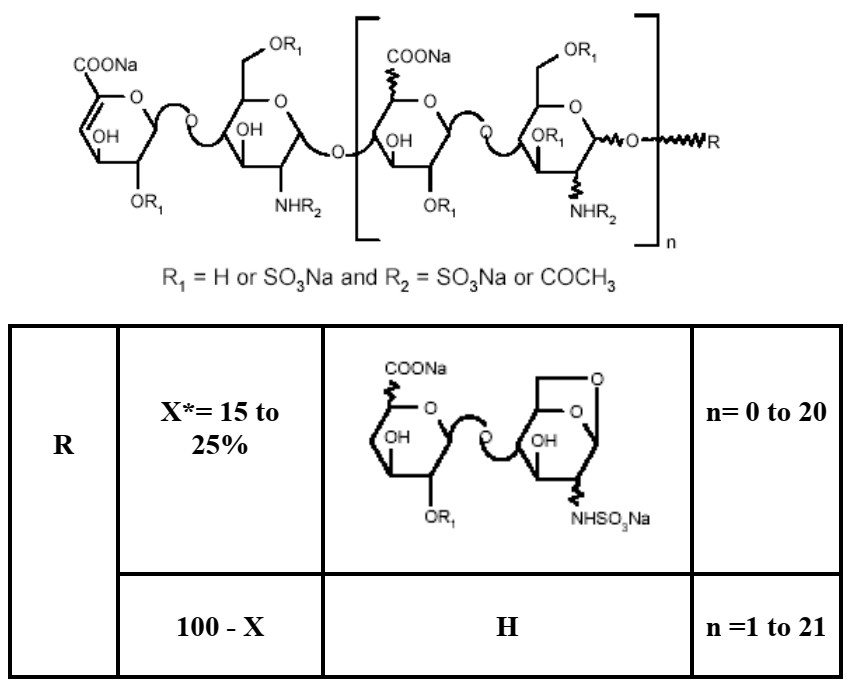 OR₁
COONa
O
O
OH
OR₁
O
OH
NHR₂
O
COONa
O
OH
OR₁
O
OR₁
O
OR₁
NHR₂
O
R
n
R₁ = H or SO₃Na and R₂ = SO₃Na or COCH₃
R
X*= 15 to
25%
COONa
O
OH
OR₁
O
O
O
OH
NHSO₃Na
n= 0 to 20
100 - X
H
n =1 to 21